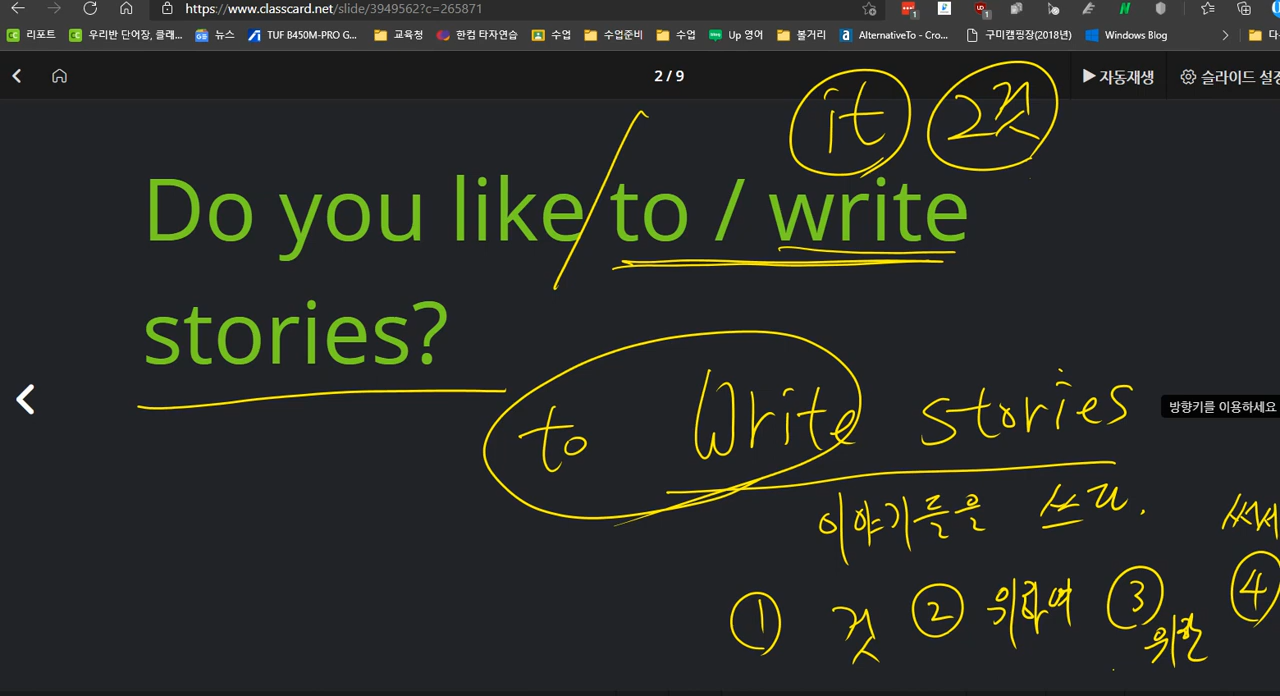 https://www.classcard.net/slide/3949562?c=265871
리포트 우리반 단어장, 클래... 뉴스 TUF B450M-PRO G... 교육청 한컴 타자연습 수업 수업준비 수업 Up 영어 볼거리 AlternativeTo - Cro... 구미캠핑장(2018년) Windows Blog
2 / 9 자동재생 슬라이드 설정
it
Do you like to / write
stories?
to Write stories
방향키를 이용하세요
이야기들을 쓰다.
① 것 ② 위하여 ③ 위한 ④